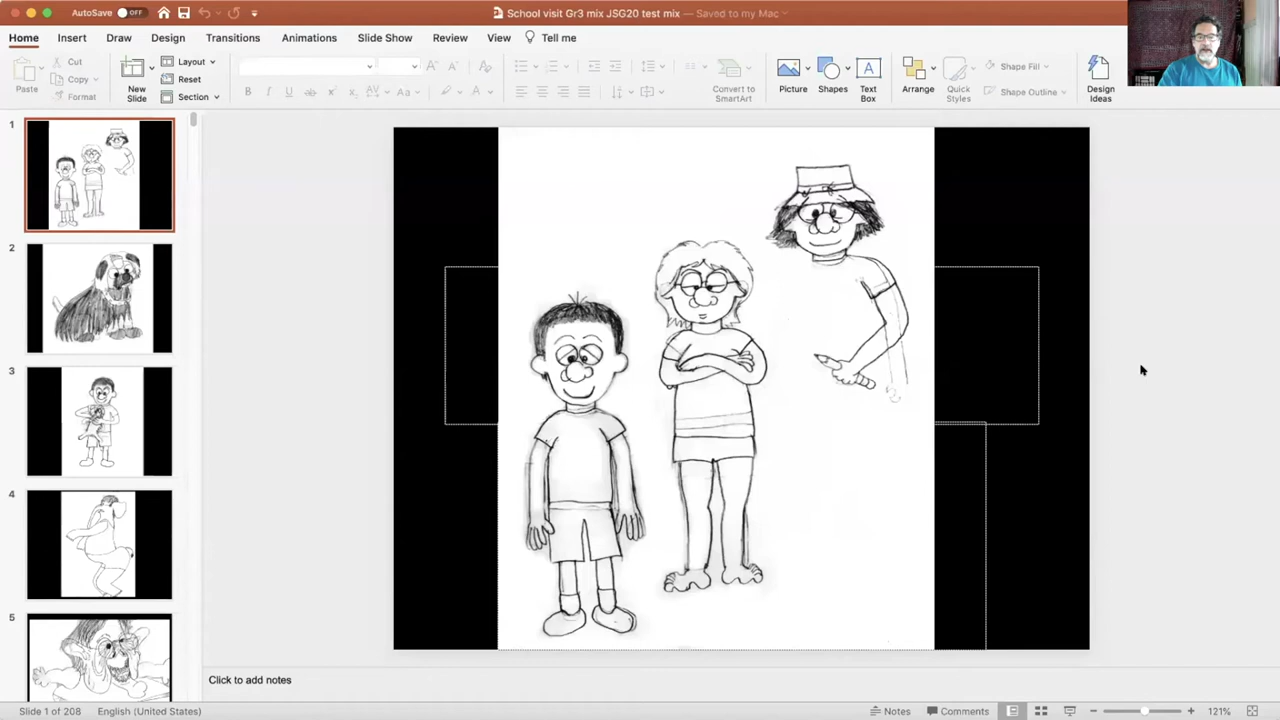 AutoSave OFF
School visit Gr3 mix JSG20 test mix — Saved to my Mac
Home Insert Draw Design Transitions Animations Slide Show Review View Tell me
Paste
Cut
Copy
Format
New Slide
Layout
Reset
Section
Convert to SmartArt
Picture
Shapes
Text Box
Arrange
Quick Styles
Shape Fill
Shape Outline
Design Ideas
1
2
3
4
5
Click to add notes
Slide 1 of 208 English (United States) Notes Comments 121%